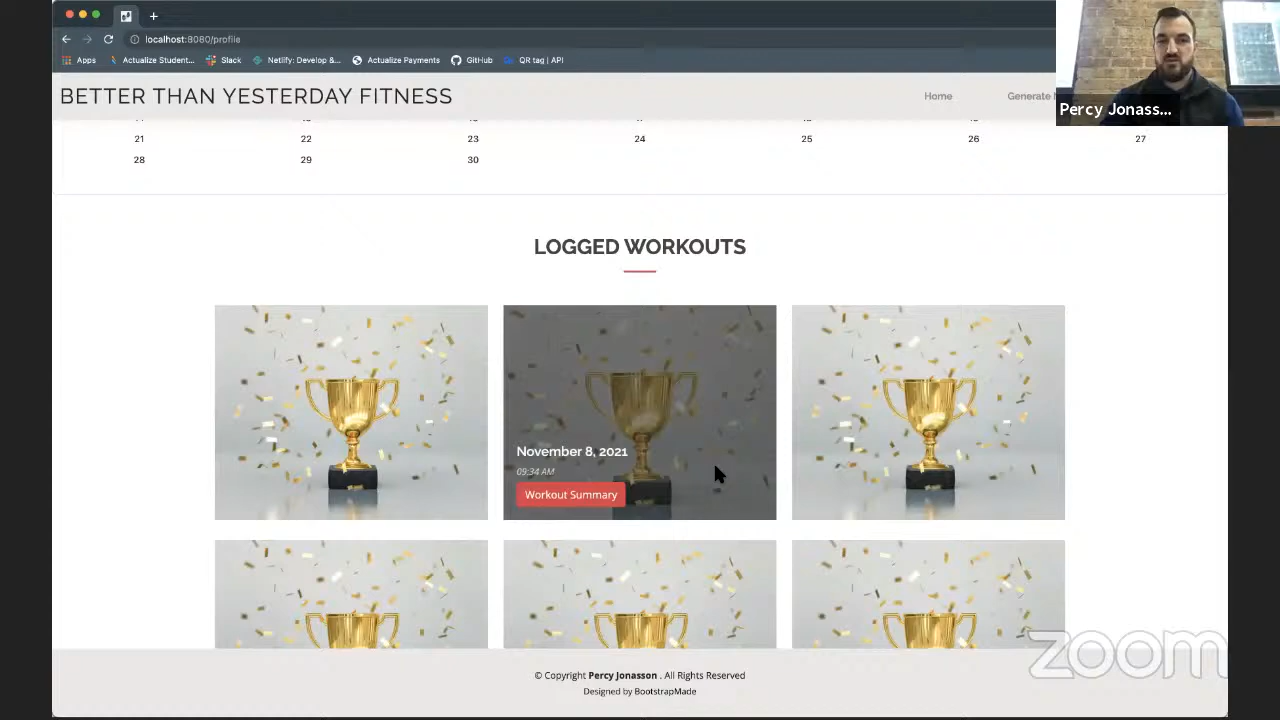 localhost:8080/profile
Apps Actualize Student... Slack Netlify: Develop &... Actualize Payments GitHub QR tag | API
BETTER THAN YESTERDAY FITNESS
Home Generate
Percy Jonass...
21 22 23 24 25 26 27
28 29 30
LOGGED WORKOUTS
November 8, 2021
09:34 AM
Workout Summary
© Copyright Percy Jonasson . All Rights Reserved
Designed by BootstrapMade
zoom